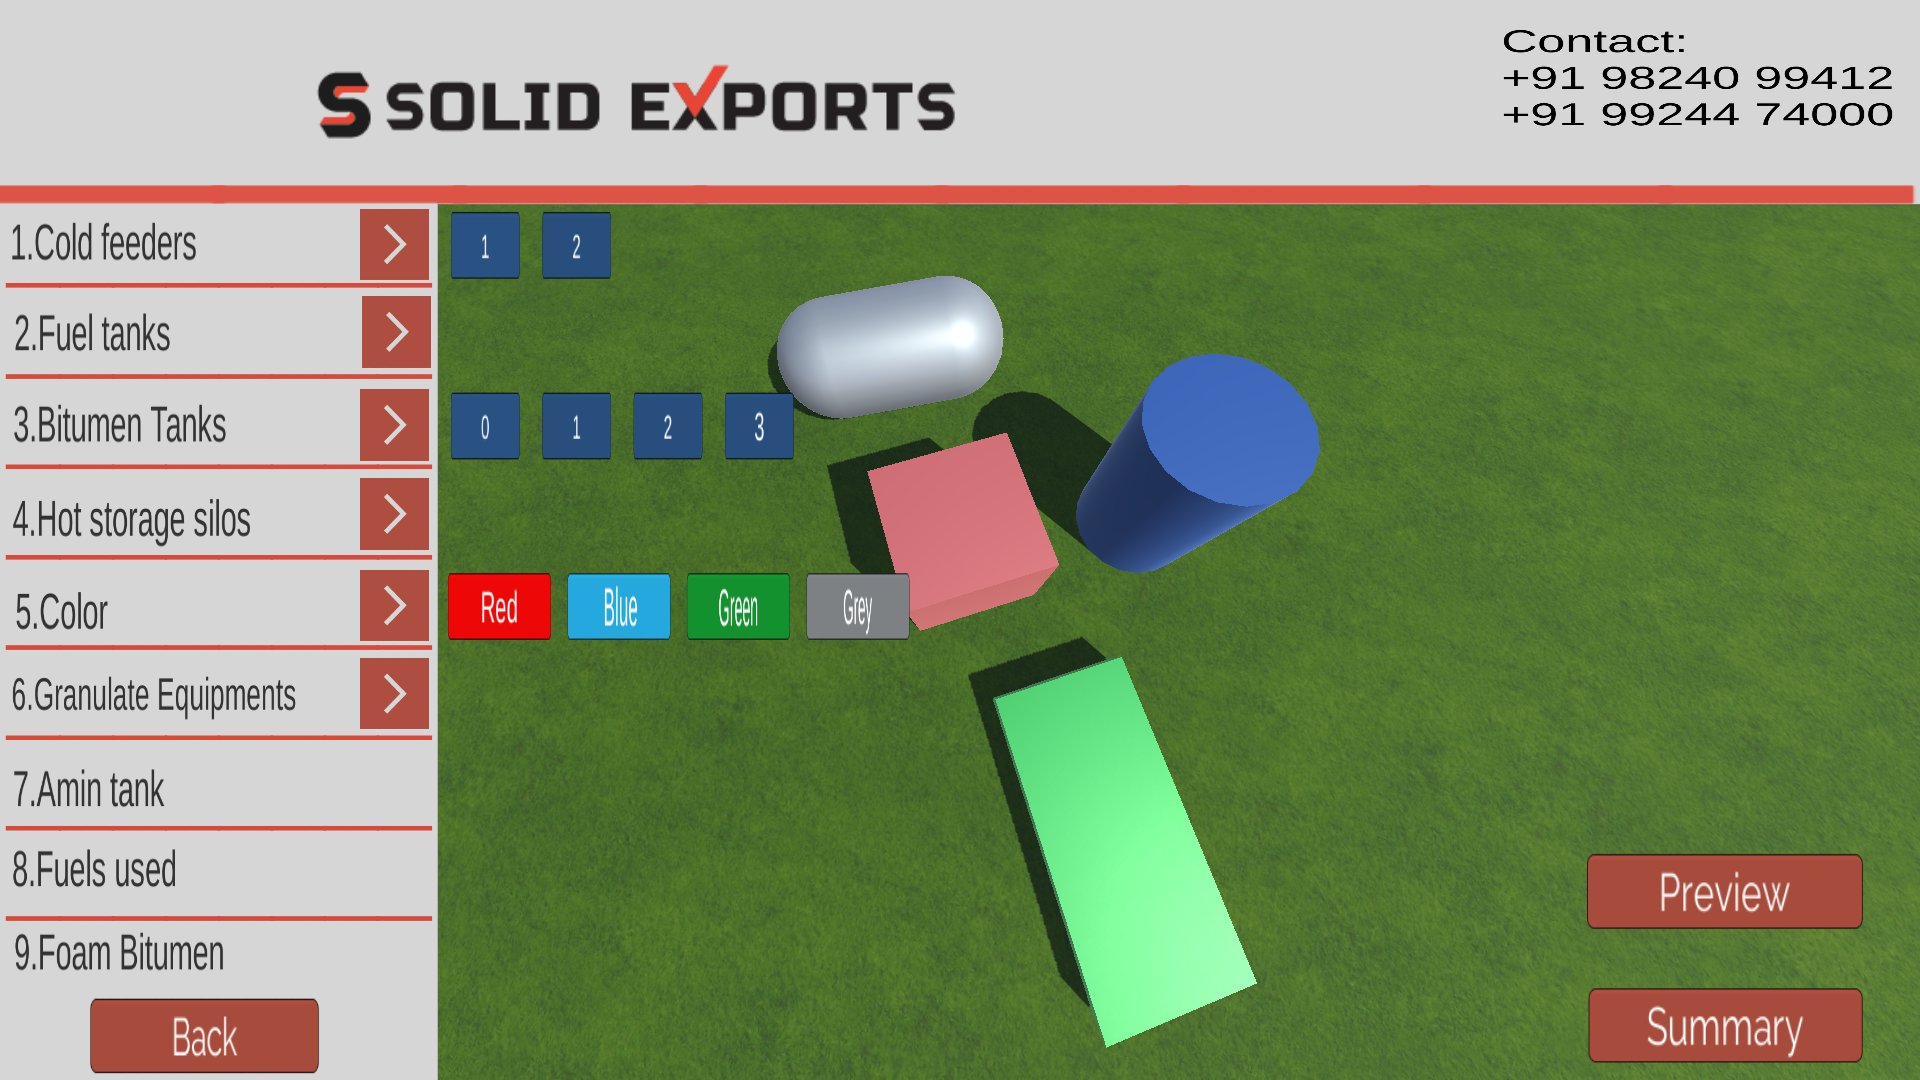 SOLID EXPORTS
Contact:
+91 98240 99412
+91 99244 74000
1.Cold feeders
1 2
2.Fuel tanks
3.Bitumen Tanks
0 1 2 3
4.Hot storage silos
5.Color
Red Blue Green Grey
6.Granulate Equipments
7.Amin tank
8.Fuels used
9.Foam Bitumen
Back
Preview
Summary